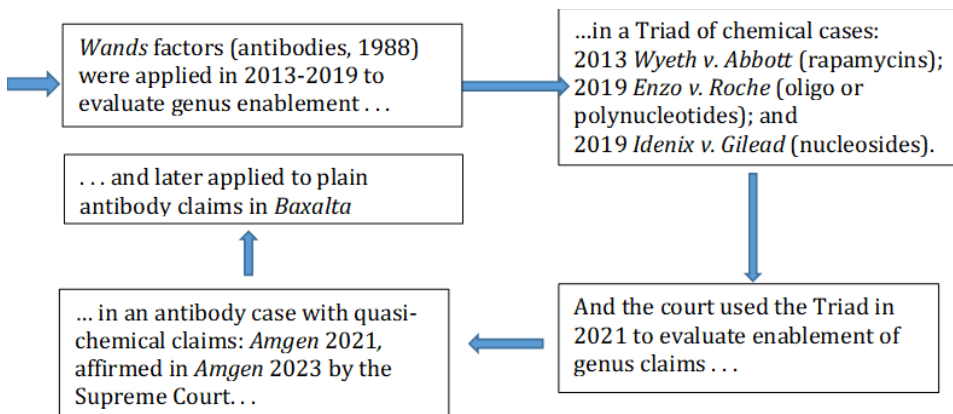 Wands factors (antibodies, 1988)
were applied in 2013-2019 to
evaluate genus enablement . . .
…in a Triad of chemical cases:
2013 Wyeth v. Abbott (rapamycins);
2019 Enzo v. Roche (oligo or
polynucleotides); and
2019 Idenix v. Gilead (nucleosides).
And the court used the Triad in
2021 to evaluate enablement of
genus claims . . .
... in an antibody case with quasi-
chemical claims: Amgen 2021,
affirmed in Amgen 2023 by the
Supreme Court. . .
. . . and later applied to plain
antibody claims in Baxalta